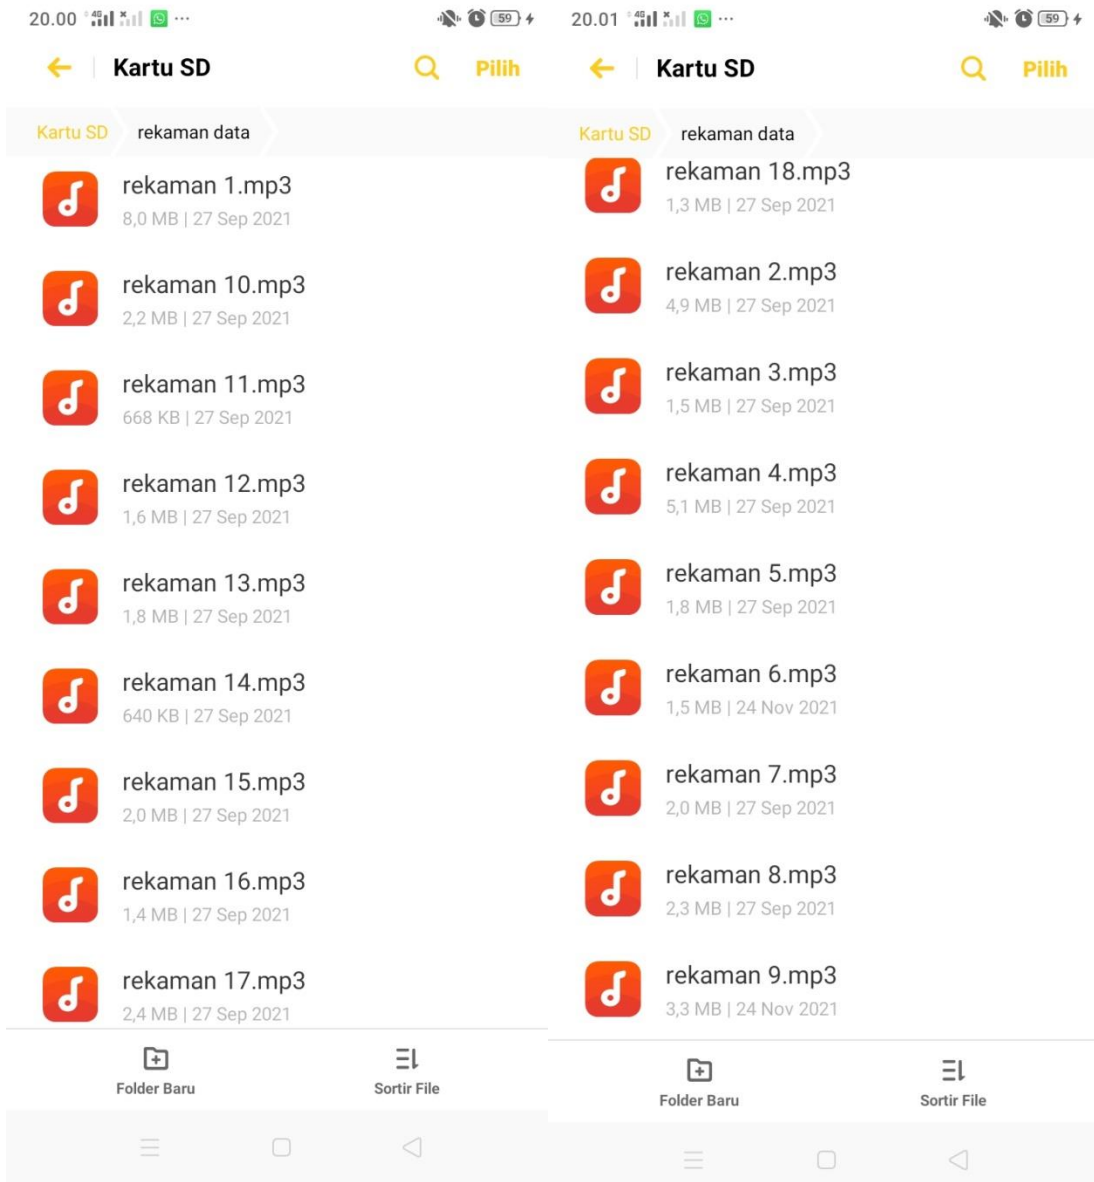 20.00 4G ... 59
Kartu SD Pilih
Kartu SD rekaman data
rekaman 1.mp3
8,0 MB | 27 Sep 2021
rekaman 10.mp3
2,2 MB | 27 Sep 2021
rekaman 11.mp3
668 KB | 27 Sep 2021
rekaman 12.mp3
1,6 MB | 27 Sep 2021
rekaman 13.mp3
1,8 MB | 27 Sep 2021
rekaman 14.mp3
640 KB | 27 Sep 2021
rekaman 15.mp3
2,0 MB | 27 Sep 2021
rekaman 16.mp3
1,4 MB | 27 Sep 2021
rekaman 17.mp3
2,4 MB | 27 Sep 2021
Folder Baru Sortir File
20.01 4G ... 59
Kartu SD Pilih
Kartu SD rekaman data
rekaman 18.mp3
1,3 MB | 27 Sep 2021
rekaman 2.mp3
4,9 MB | 27 Sep 2021
rekaman 3.mp3
1,5 MB | 27 Sep 2021
rekaman 4.mp3
5,1 MB | 27 Sep 2021
rekaman 5.mp3
1,8 MB | 27 Sep 2021
rekaman 6.mp3
1,5 MB | 24 Nov 2021
rekaman 7.mp3
2,0 MB | 27 Sep 2021
rekaman 8.mp3
2,3 MB | 27 Sep 2021
rekaman 9.mp3
3,3 MB | 24 Nov 2021
Folder Baru Sortir File